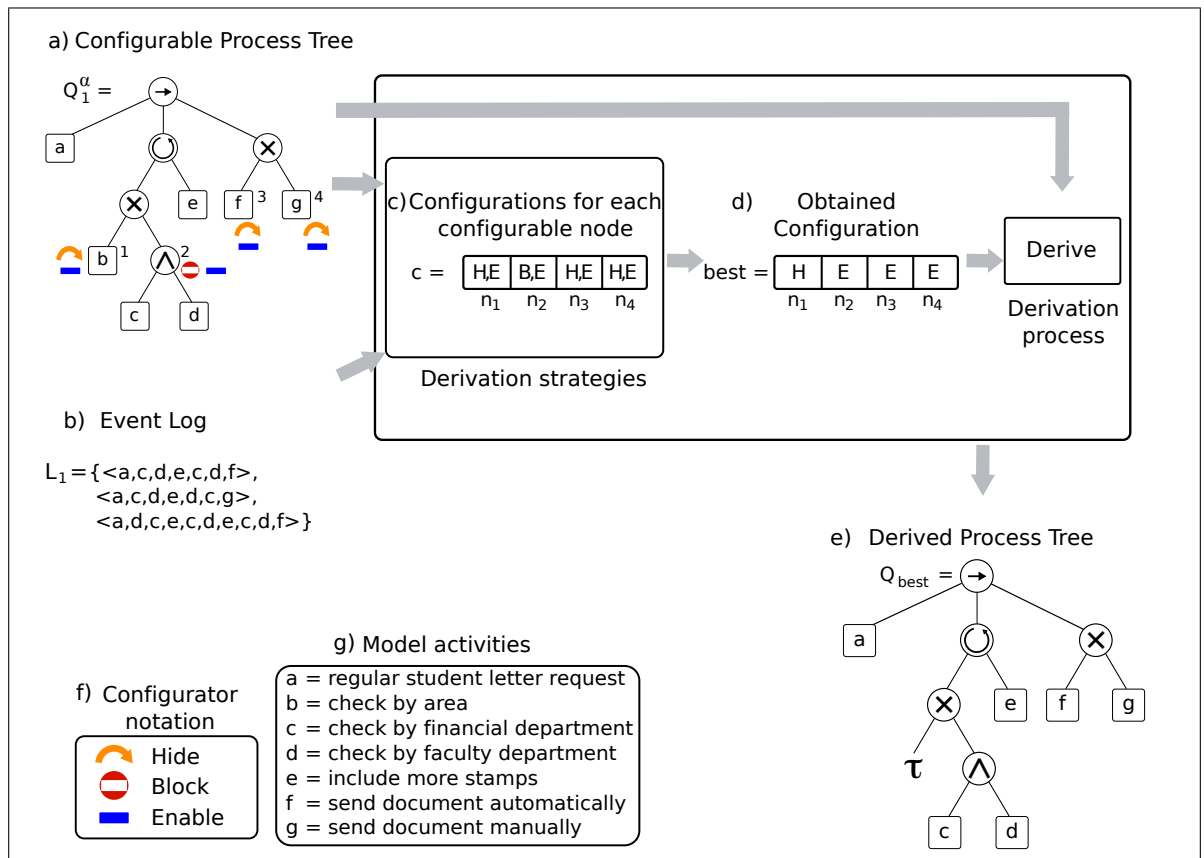 a) Configurable Process Tree
Q₁^α = →
a
×
f 3
g 4
× e
b 1
∧ 2
c d
c) Configurations for each
configurable node
c = H,E B,E H,E H,E
n₁ n₂ n₃ n₄
Derivation strategies
d) Obtained
Configuration
best = H E E E
n₁ n₂ n₃ n₄
Derive
Derivation
process
b) Event Log
L₁={<a,c,d,e,c,d,f>,
<a,c,d,e,d,c,g>,
<a,d,c,e,c,d,e,c,d,f>}
e) Derived Process Tree
Q_best = →
a
×
× e f g
τ ∧
c d
f) Configurator
notation
Hide
Block
Enable
g) Model activities
a = regular student letter request
b = check by area
c = check by financial department
d = check by faculty department
e = include more stamps
f = send document automatically
g = send document manually